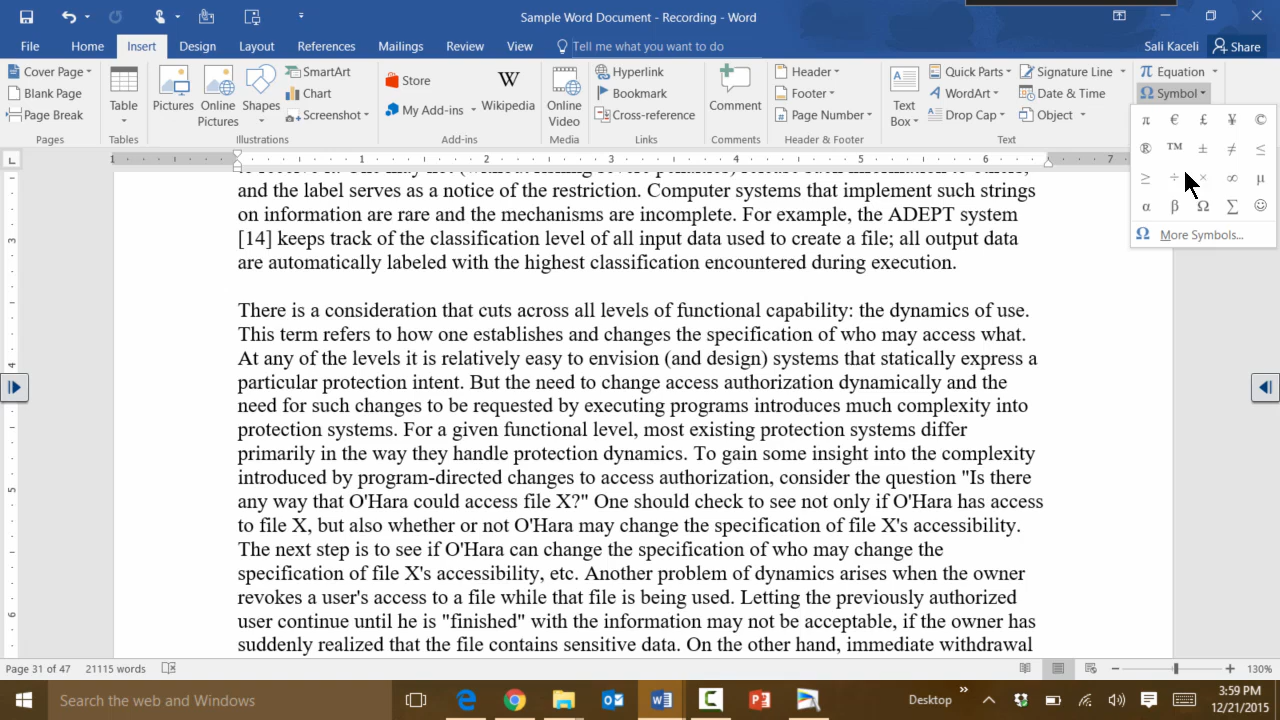 Sample Word Document - Recording - Word
File Home Insert Design Layout References Mailings Review View Tell me what you want to do Sali Kaceli Share
Cover Page
Blank Page
Page Break
Pages
Table
Tables
Pictures
Online Pictures
Shapes
SmartArt
Chart
Screenshot
Illustrations
Store
My Add-ins
Wikipedia
Add-ins
Online Video
Media
Hyperlink
Bookmark
Cross-reference
Links
Comment
Comments
Header
Footer
Page Number
Header & Footer
Text Box
Quick Parts
WordArt
Drop Cap
Signature Line
Date & Time
Object
Text
π Equation
Ω Symbol
π € £ ¥ ©
® ™ ± ≠ ≤
≥ ÷ × ∞ µ
α β Ω ∑ ☺
Ω More Symbols...
1 1 2 3 4 5 6 7
3
4
5
6
and the label serves as a notice of the restriction. Computer systems that implement such strings
on information are rare and the mechanisms are incomplete. For example, the ADEPT system
[14] keeps track of the classification level of all input data used to create a file; all output data
are automatically labeled with the highest classification encountered during execution.
There is a consideration that cuts across all levels of functional capability: the dynamics of use.
This term refers to how one establishes and changes the specification of who may access what.
At any of the levels it is relatively easy to envision (and design) systems that statically express a
particular protection intent. But the need to change access authorization dynamically and the
need for such changes to be requested by executing programs introduces much complexity into
protection systems. For a given functional level, most existing protection systems differ
primarily in the way they handle protection dynamics. To gain some insight into the complexity
introduced by program-directed changes to access authorization, consider the question "Is there
any way that O'Hara could access file X?" One should check to see not only if O'Hara has access
to file X, but also whether or not O'Hara may change the specification of file X's accessibility.
The next step is to see if O'Hara can change the specification of who may change the
specification of file X's accessibility, etc. Another problem of dynamics arises when the owner
revokes a user's access to a file while that file is being used. Letting the previously authorized
user continue until he is "finished" with the information may not be acceptable, if the owner has
suddenly realized that the file contains sensitive data. On the other hand, immediate withdrawal
Page 31 of 47 21115 words 130%
Search the web and Windows Desktop 3:59 PM
12/21/2015